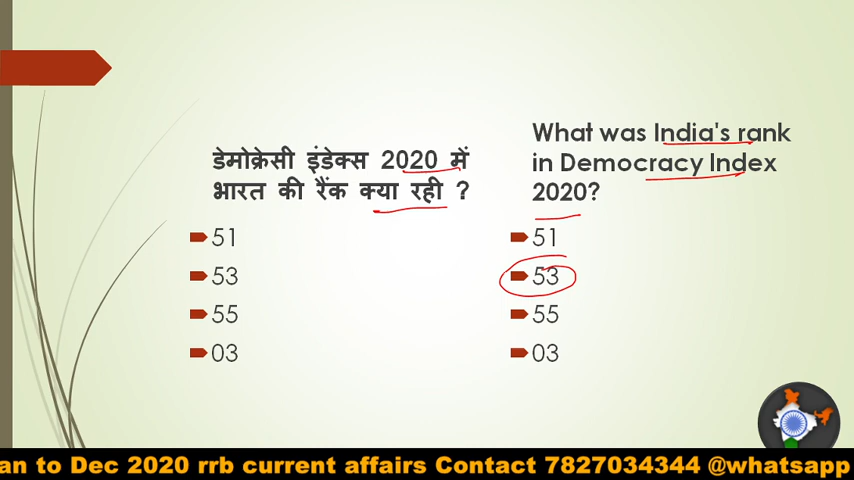 डेमोक्रेसी इंडेक्स 2020 में
भारत की रैंक क्या रही ?
51
53
55
03
What was India's rank
in Democracy Index
2020?
51
53
55
03
an to Dec 2020 rrb current affairs Contact 7827034344 @whatsapp